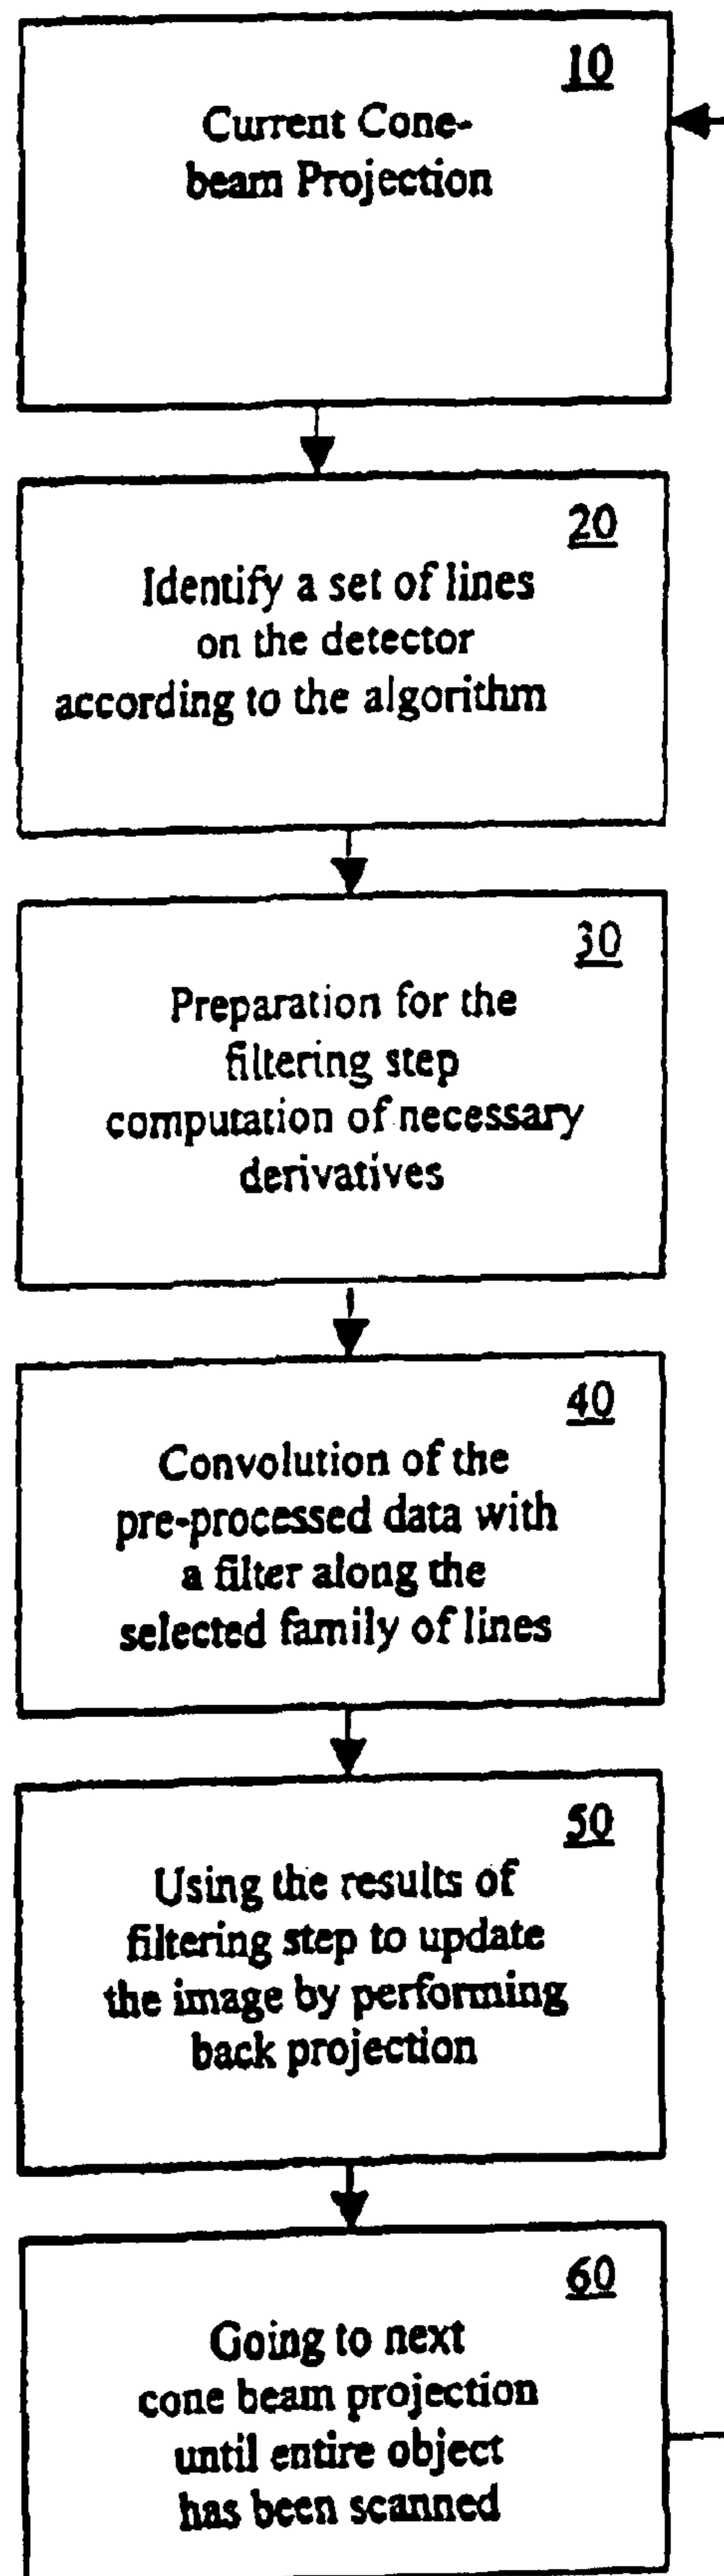 10
Current Cone-
beam Projection
20
Identify a set of lines
on the detector
according to the algorithm
30
Preparation for the
filtering step
computation of necessary
derivatives
40
Convolution of the
pre-processed data with
a filter along the
selected family of lines
50
Using the results of
filtering step to update
the image by performing
back projection
60
Going to next
cone beam projection
until entire object
has been scanned